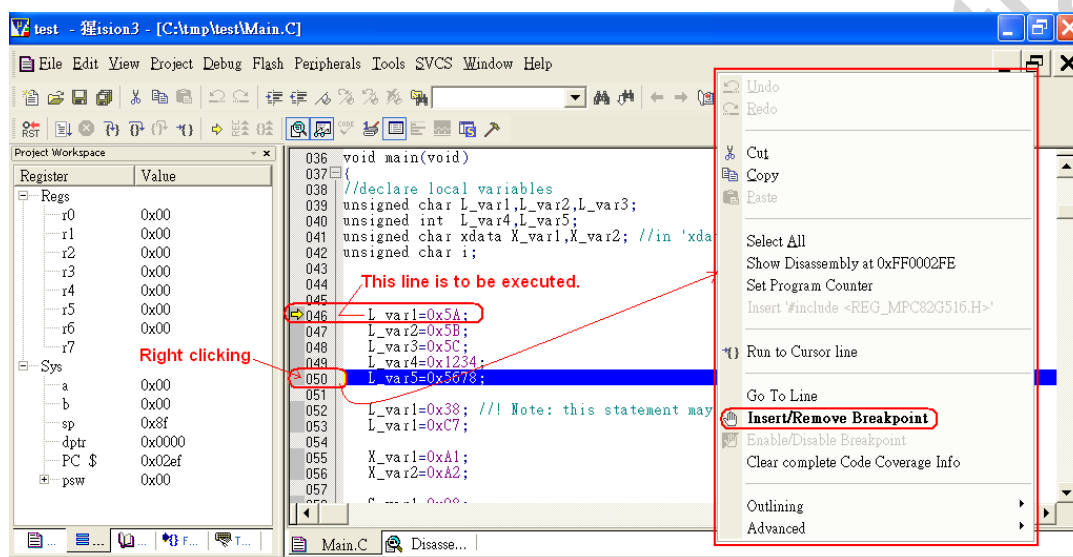 test - 猩ision3 - [C:\tmp\test\Main.C]
File Edit View Project Debug Flash Peripherals Tools SVCS Window Help
RST
Project Workspace
Register Value
Regs
r0 0x00
r1 0x00
r2 0x00
r3 0x00
r4 0x00
r5 0x00
r6 0x00
r7
Sys
a 0x00
b 0x00
sp 0x8f
dptr 0x0000
PC $ 0x02ef
psw 0x00
F...
T...
036 void main(void)
037 {
038 //declare local variables
039 unsigned char L_var1,L_var2,L_var3;
040 unsigned int L_var4,L_var5;
041 unsigned char xdata X_var1,X_var2; //in 'xda
042 unsigned char i;
043
044
045
046 L_var1=0x5A;
047 L_var2=0x5B;
048 L_var3=0x5C;
049 L_var4=0x1234;
050 L_var5=0x5678;
051
052 L_var1=0x38; //! Note: this statement may
053 L_var1=0xC7;
054
055 X_var1=0xA1;
056 X_var2=0xA2;
057
This line is to be executed.
Right clicking
Main.C Disasse...
Undo
Redo
Cut
Copy
Paste
Select All
Show Disassembly at 0xFF0002FE
Set Program Counter
Insert '#include <REG_MPC82G516.H>'
Run to Cursor line
Go To Line
Insert/Remove Breakpoint
Enable/Disable Breakpoint
Clear complete Code Coverage Info
Outlining
Advanced